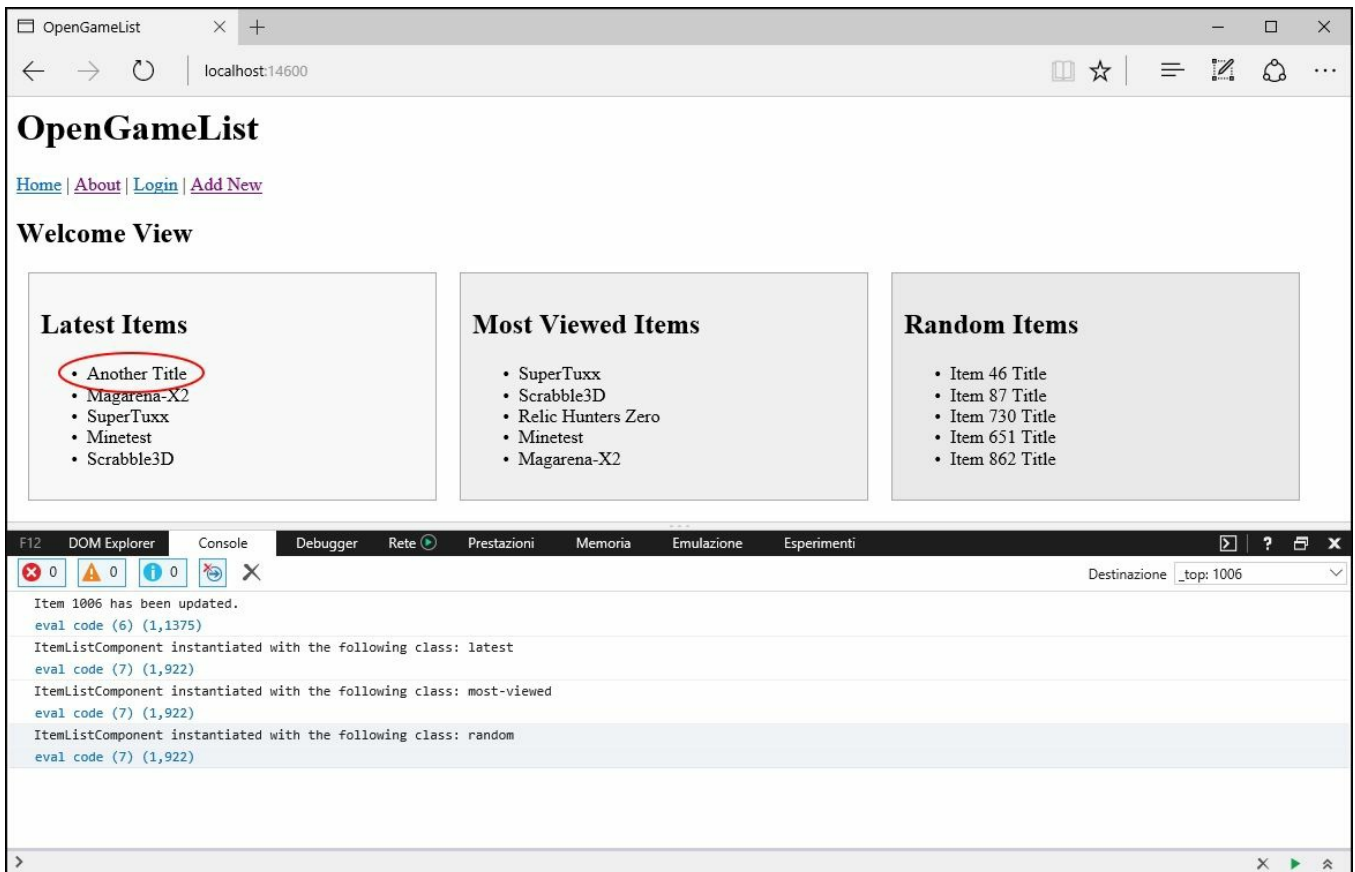 OpenGameList
localhost:14600
OpenGameList
Home | About | Login | Add New
Welcome View
Latest Items
• Another Title
• Magarena-X2
• SuperTuxx
• Minetest
• Scrabble3D
Most Viewed Items
• SuperTuxx
• Scrabble3D
• Relic Hunters Zero
• Minetest
• Magarena-X2
Random Items
• Item 46 Title
• Item 87 Title
• Item 730 Title
• Item 651 Title
• Item 862 Title
F12 DOM Explorer Console Debugger Rete Prestazioni Memoria Emulazione Esperimenti
0 0 0 Destinazione _top: 1006
Item 1006 has been updated.
eval code (6) (1,1375)
ItemListComponent instantiated with the following class: latest
eval code (7) (1,922)
ItemListComponent instantiated with the following class: most-viewed
eval code (7) (1,922)
ItemListComponent instantiated with the following class: random
eval code (7) (1,922)